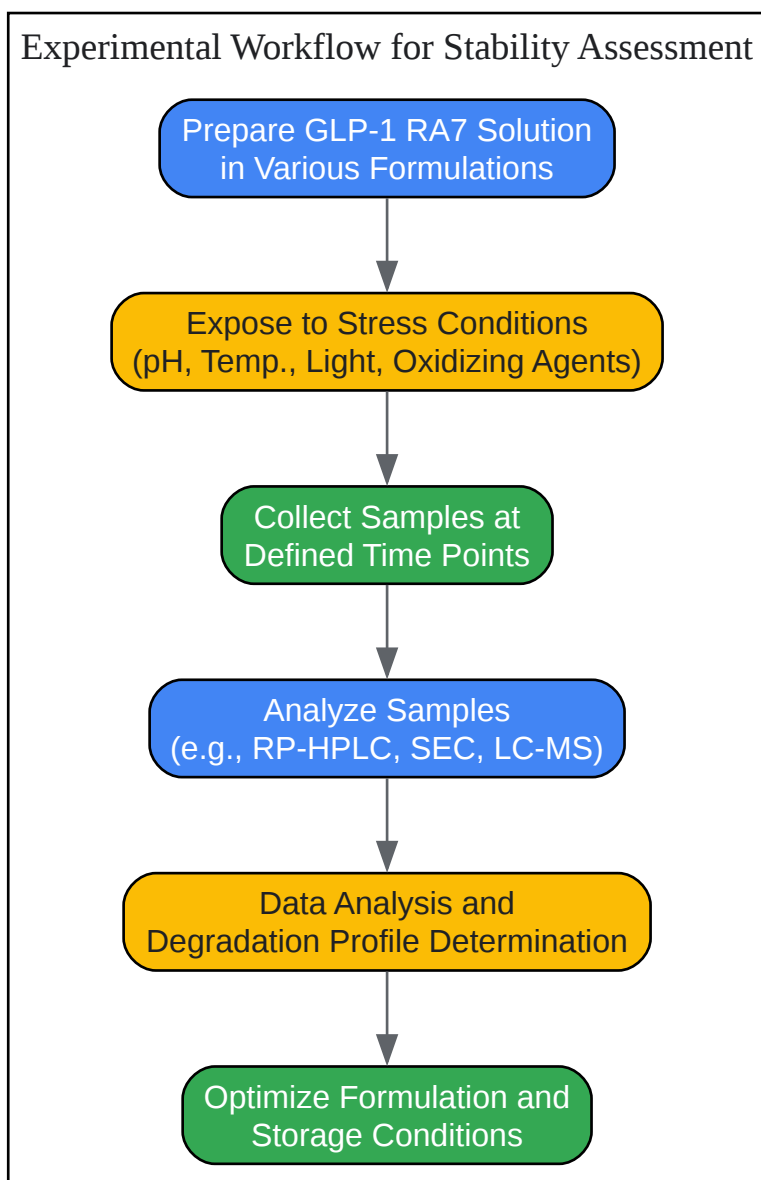 Experimental Workflow for Stability Assessment
Prepare GLP-1 RA7 Solution
in Various Formulations
Expose to Stress Conditions
(pH, Temp., Light, Oxidizing Agents)
Collect Samples at
Defined Time Points
Analyze Samples
(e.g., RP-HPLC, SEC, LC-MS)
Data Analysis and
Degradation Profile Determination
Optimize Formulation and
Storage Conditions